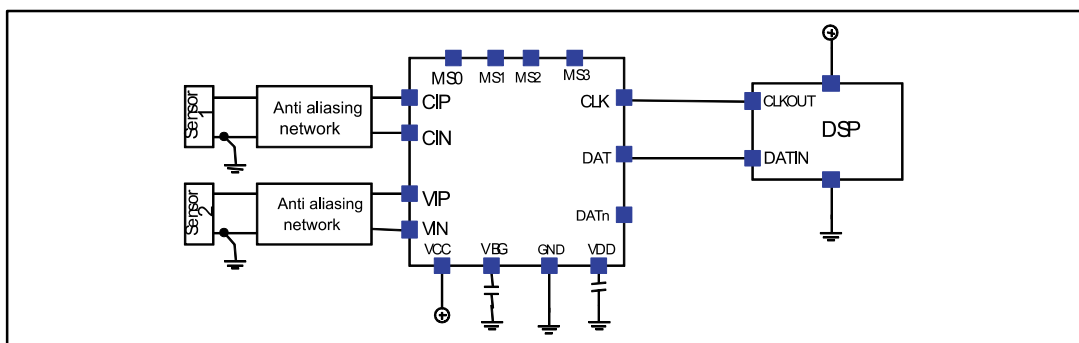 MS0 MS1 MS2 MS3
Sensor 1
Anti aliasing
network
CIP
CIN
Sensor 2
Anti aliasing
network
VIP
VIN
CLK
DAT
DATn
VCC VBG GND VDD
CLKOUT
DSP
DATIN